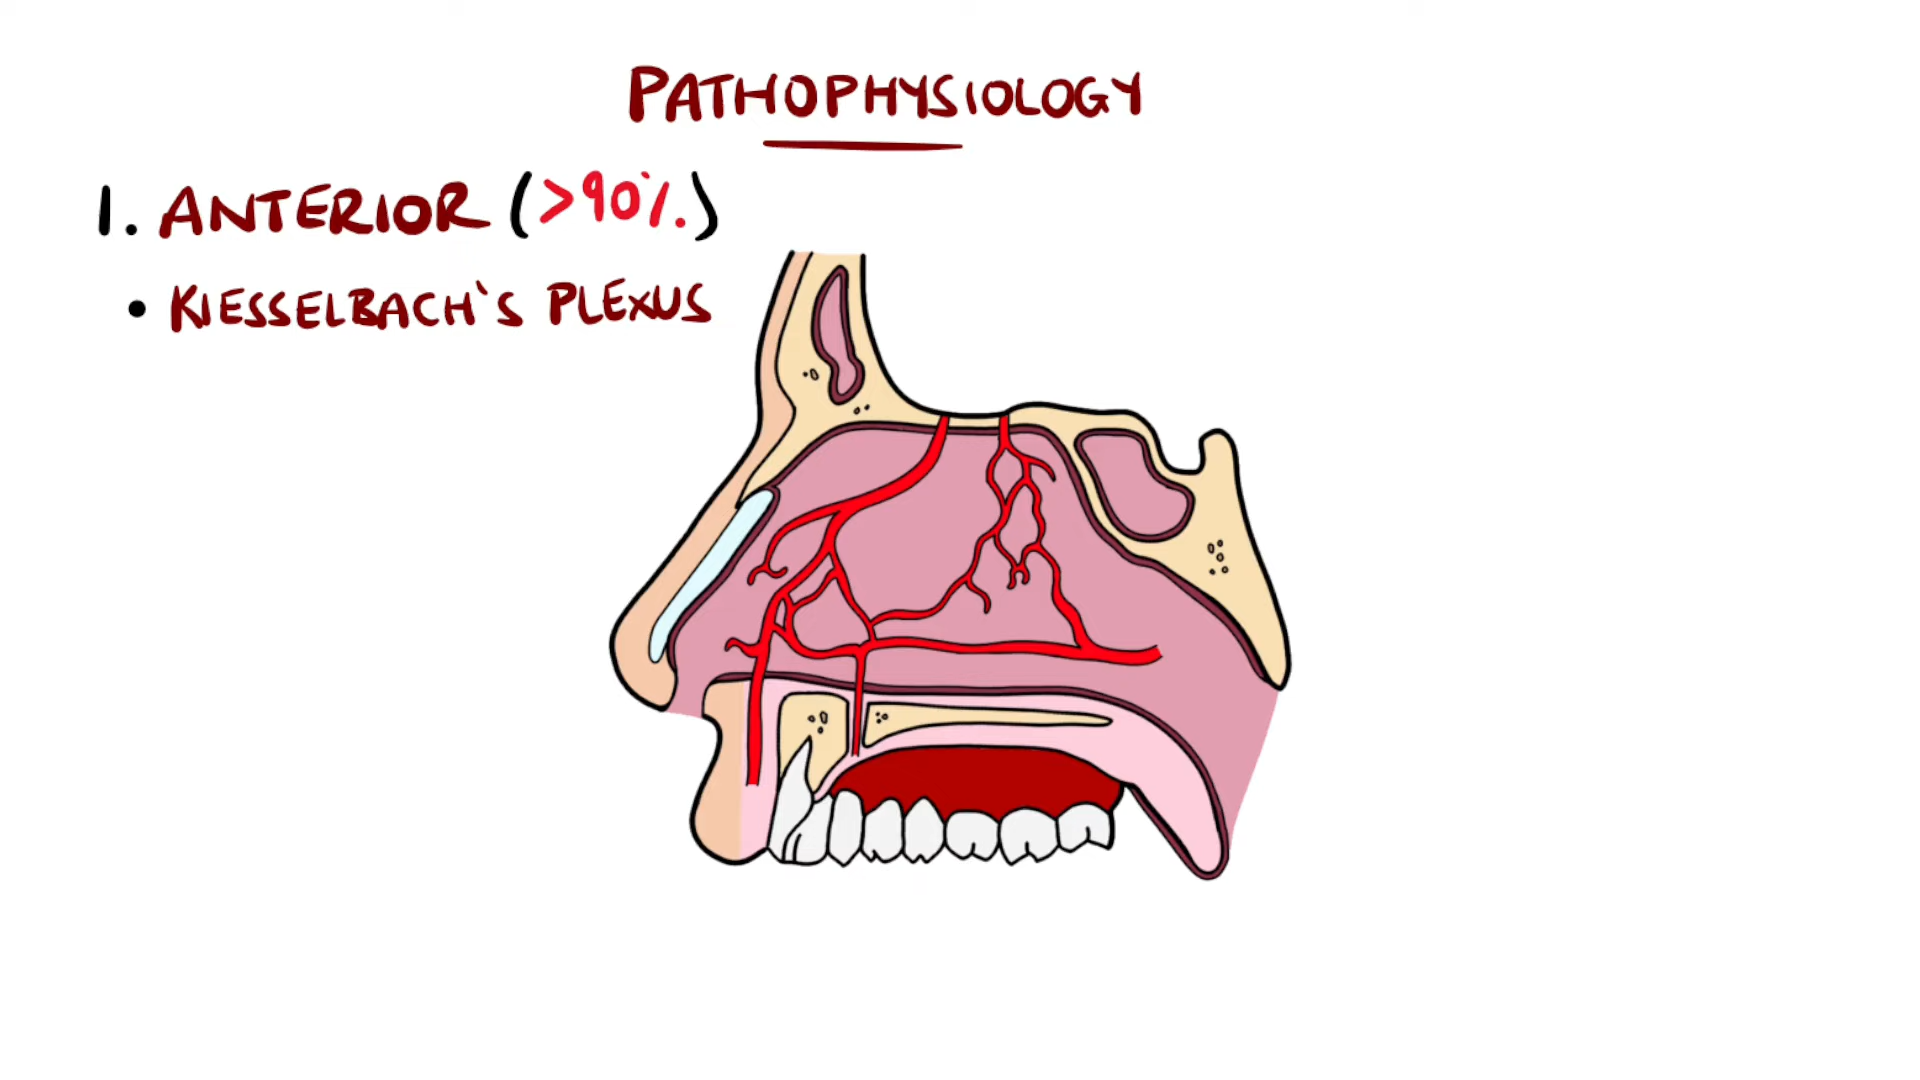 PATHOPHYSIOLOGY
1. ANTERIOR (>90%)
• KIESSELBACH'S PLEXUS